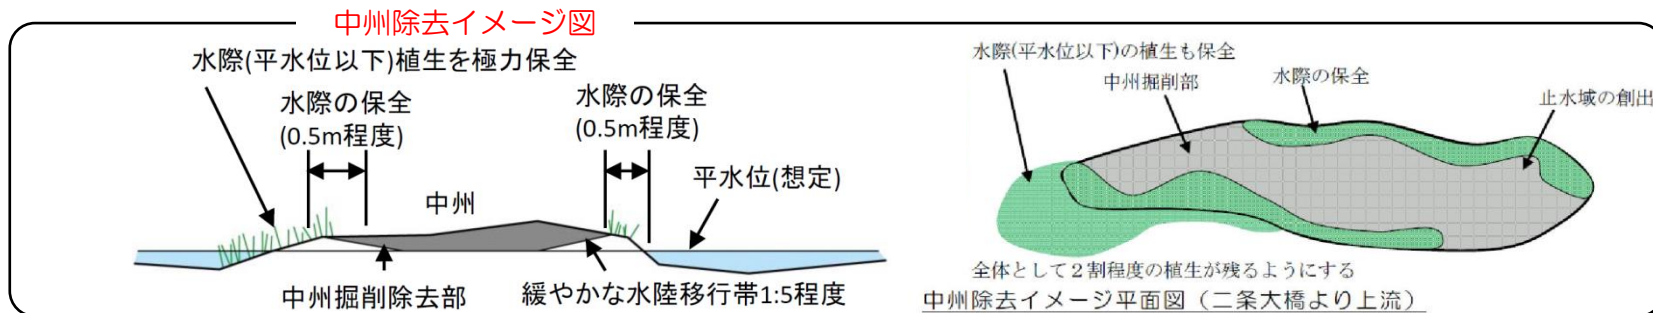 中州除去イメージ図
水際(平水位以下)植生を極力保全
水際の保全
(0.5m程度)
水際の保全
(0.5m程度)
中州
平水位(想定)
中州掘削除去部
緩やかな水陸移行帯1:5程度
水際(平水位以下)の植生も保全
中州掘削部
水際の保全
止水域の創出
全体として２割程度の植生が残るようにする
中州除去イメージ平面図（二条大橋より上流）